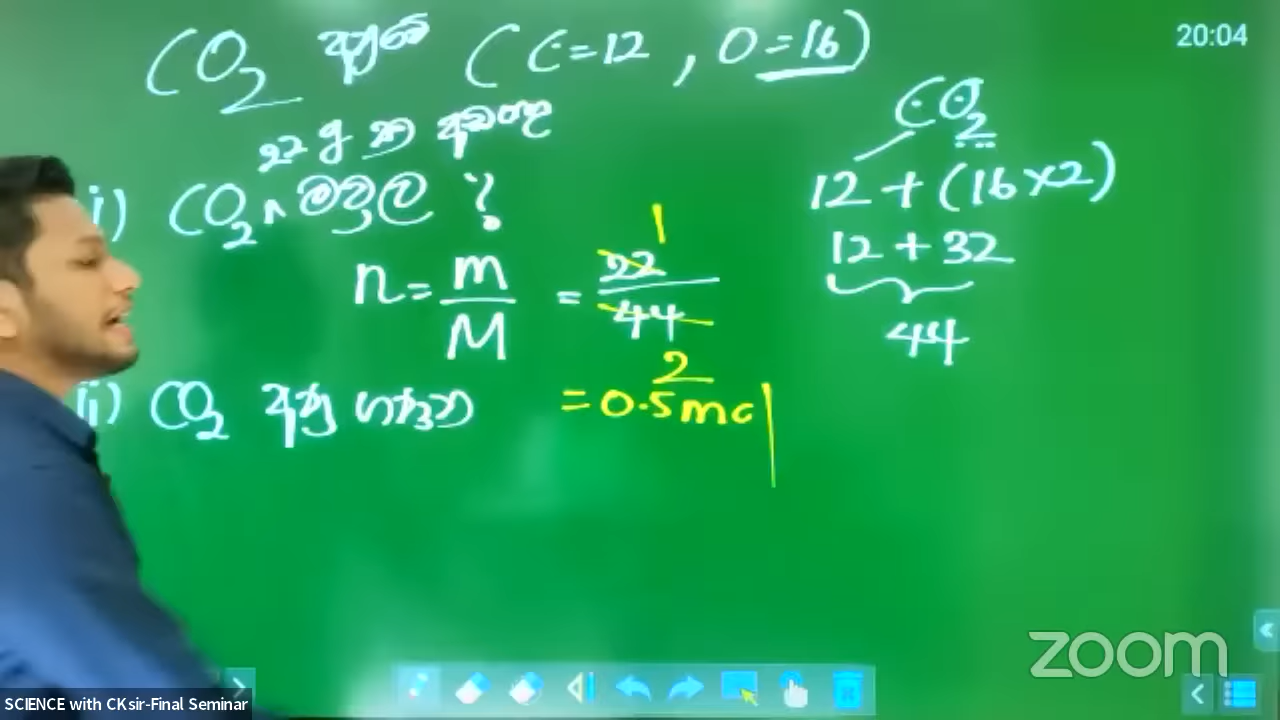 CO2 අණුවේ (C=12 , O=16)
20:04
22 g ක අඩංගු
i) CO2 මවුල ?
n = m/M = 22/44
1
2
= 0.5 mol
ii) CO2 අණු ගණන
CO2
12 + (16×2)
12 + 32
44
zoom
SCIENCE with CKsir-Final Seminar